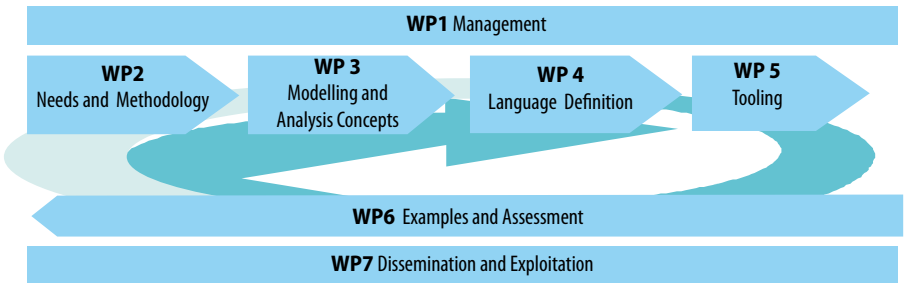 WP1 Management
WP2
Needs and Methodology
WP 3
Modelling and
Analysis Concepts
WP 4
Language Definition
WP 5
Tooling
WP6 Examples and Assessment
WP7 Dissemination and Exploitation